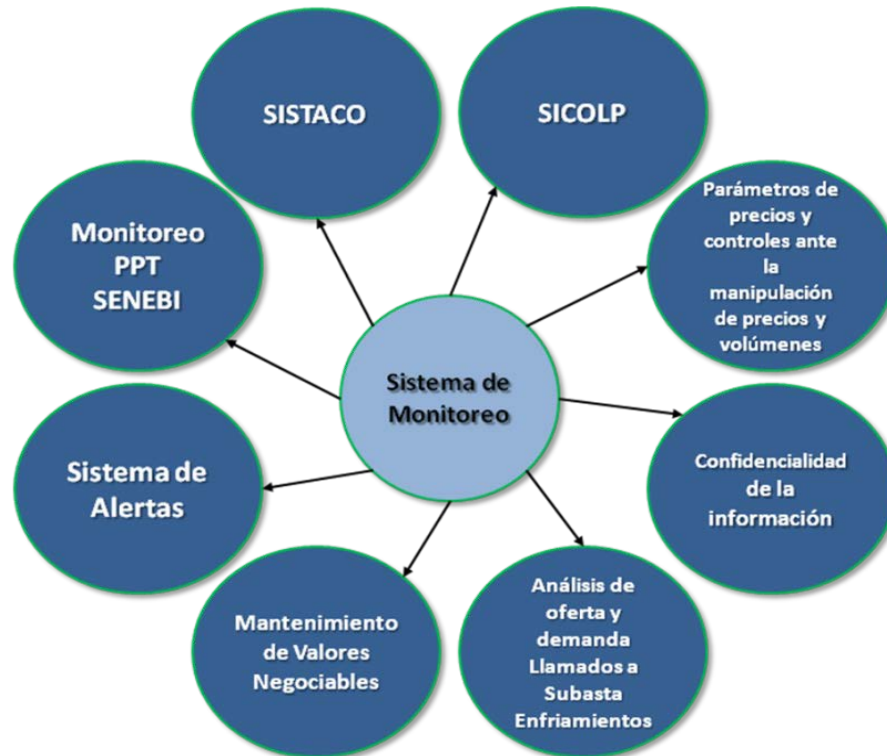 SISTACO
SICOLP
Monitoreo
PPT
SENEBI
Parámetros de
precios y
controles ante
la
manipulación
de precios y
volúmenes
Sistema de
Monitoreo
Sistema de
Alertas
Confidencialidad
de la
información
Mantenimiento
de Valores
Negociables
Análisis de
oferta y
demanda
Llamados a
Subasta
Enfriamientos